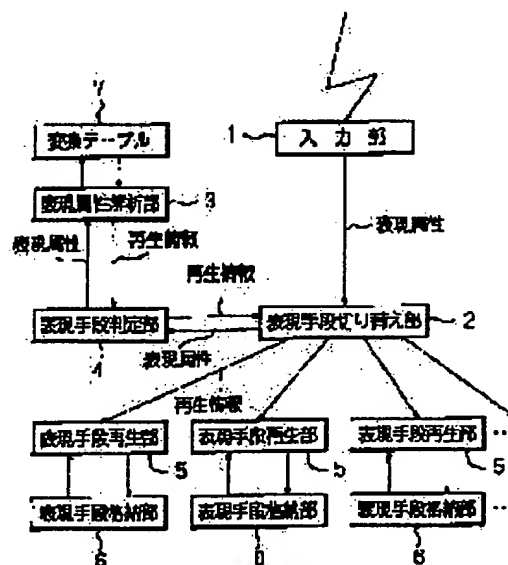 7
変換テーブル
1
入力部
表現属性解析部
3
表現属性
再生情報
表現属性
再生情報
表現手段判定部
4
表現手段切り替え部
2
表現属性
再生情報
表現手段再生部
5
表現手段再生部
5
表現手段再生部
5
…
表現手段格納部
6
表現手段格納部
6
表現手段格納部
6
…